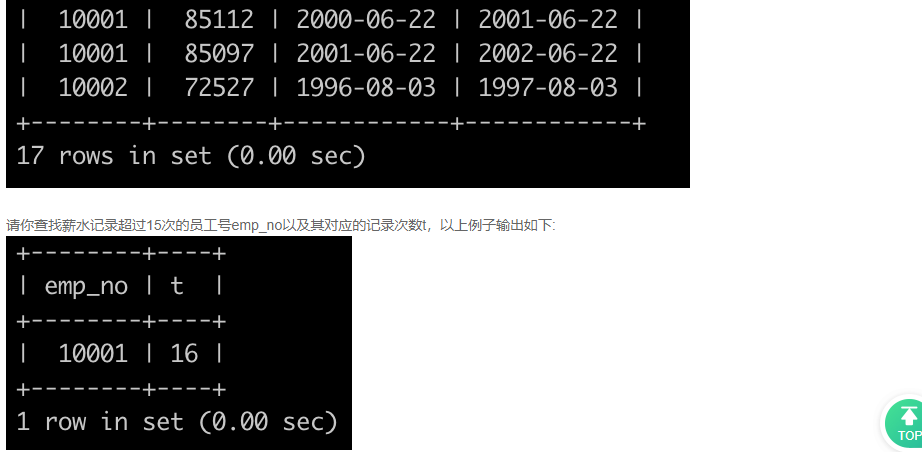 |  10001 |  85112 | 2000-06-22 | 2001-06-22 |
|  10001 |  85097 | 2001-06-22 | 2002-06-22 |
|  10002 |  72527 | 1996-08-03 | 1997-08-03 |
+--------+--------+------------+------------+
17 rows in set (0.00 sec)
请你查找薪水记录超过15次的员工号emp_no以及其对应的记录次数t，以上例子输出如下:
+--------+----+
| emp_no | t  |
+--------+----+
|  10001 | 16 |
+--------+----+
1 row in set (0.00 sec)
TOP